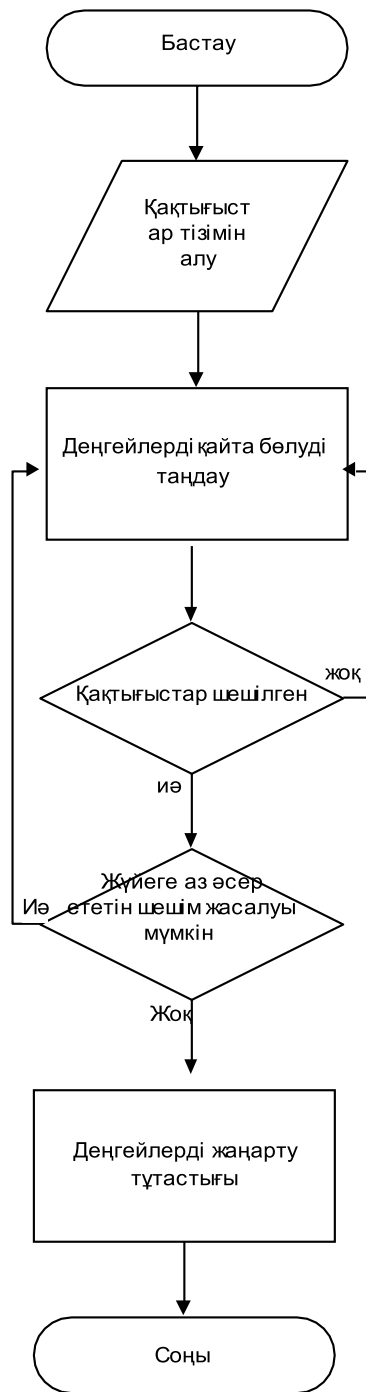 Бастау
Қақтығыст
ар тізімін
алу
Деңгейлерді қайта бөлуді
таңдау
жоқ
Қақтығыстар шешілген
иә
Жүйеге аз әсер
Иә ететін шешім жасалуы
мүмкін
Жоқ
Деңгейлерді жаңарту
тұтастығы
Соңы